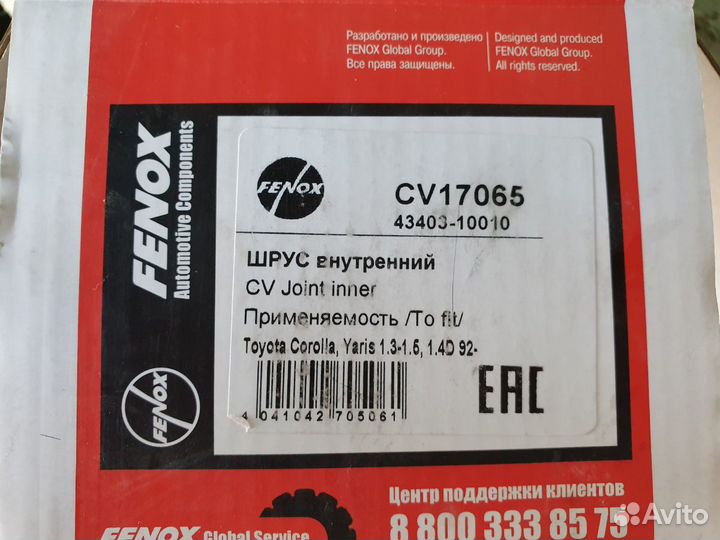 Разработано и произведено
FENOX Global Group.
Все права защищены.
Designed and produced
by FENOX Global Group.
All rights reserved.
FENOX
Automotive Components
FENOX
CV17065
43403-10010
ШРУС внутренний
CV Joint inner
Применяемость /To fit/
Toyota Corolla, Yaris 1.3-1.5, 1.4D 92-
4 041042 705061
EAC
FENOX
Центр поддержки клиентов
8 800 333 85 75
FENOX Global Service
Avito